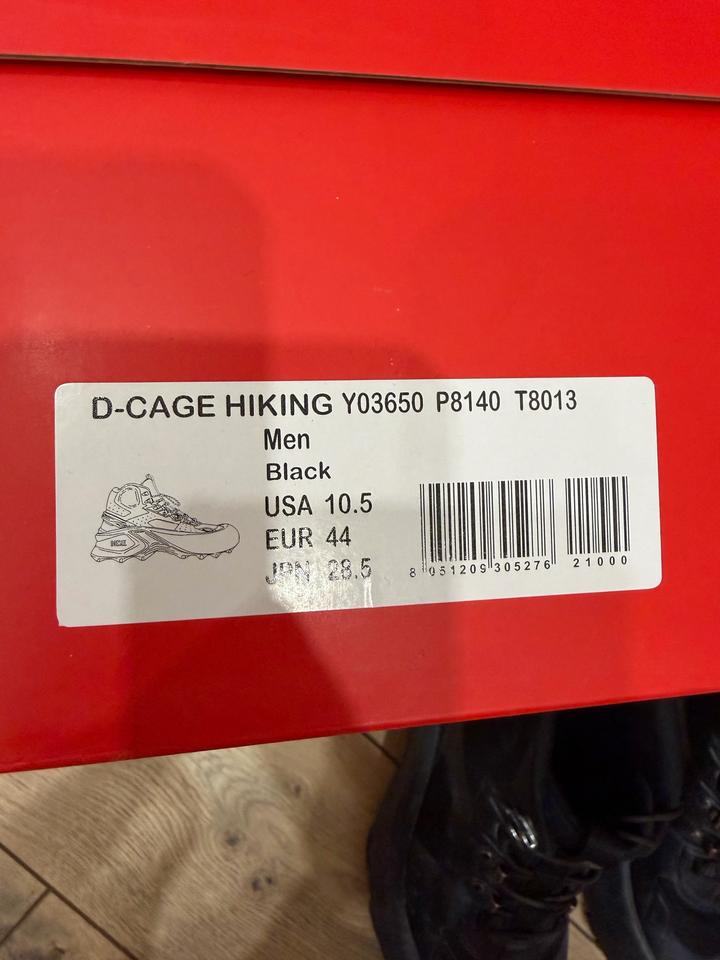 D-CAGE HIKING Y03650 P8140 T8013
Men
Black
USA 10.5
EUR 44
JPN 28.5
8 051209 305276 21000
DIESEL